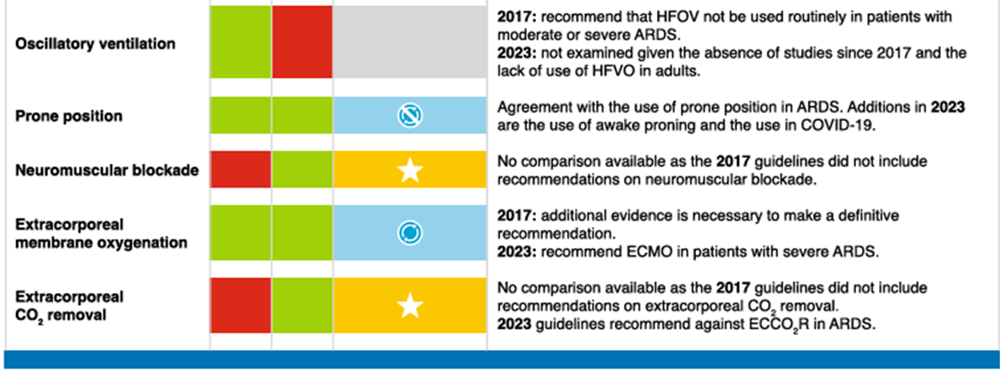 Oscillatory ventilation
2017: recommend that HFOV not be used routinely in patients with
moderate or severe ARDS.
2023: not examined given the absence of studies since 2017 and the
lack of use of HFVO in adults.
Prone position
Agreement with the use of prone position in ARDS. Additions in 2023
are the use of awake proning and the use in COVID-19.
Neuromuscular blockade
No comparison available as the 2017 guidelines did not include
recommendations on neuromuscular blockade.
Extracorporeal
membrane oxygenation
2017: additional evidence is necessary to make a definitive
recommendation.
2023: recommend ECMO in patients with severe ARDS.
Extracorporeal
CO₂ removal
No comparison available as the 2017 guidelines did not include
recommendations on extracorporeal CO₂ removal.
2023 guidelines recommend against ECCO₂R in ARDS.